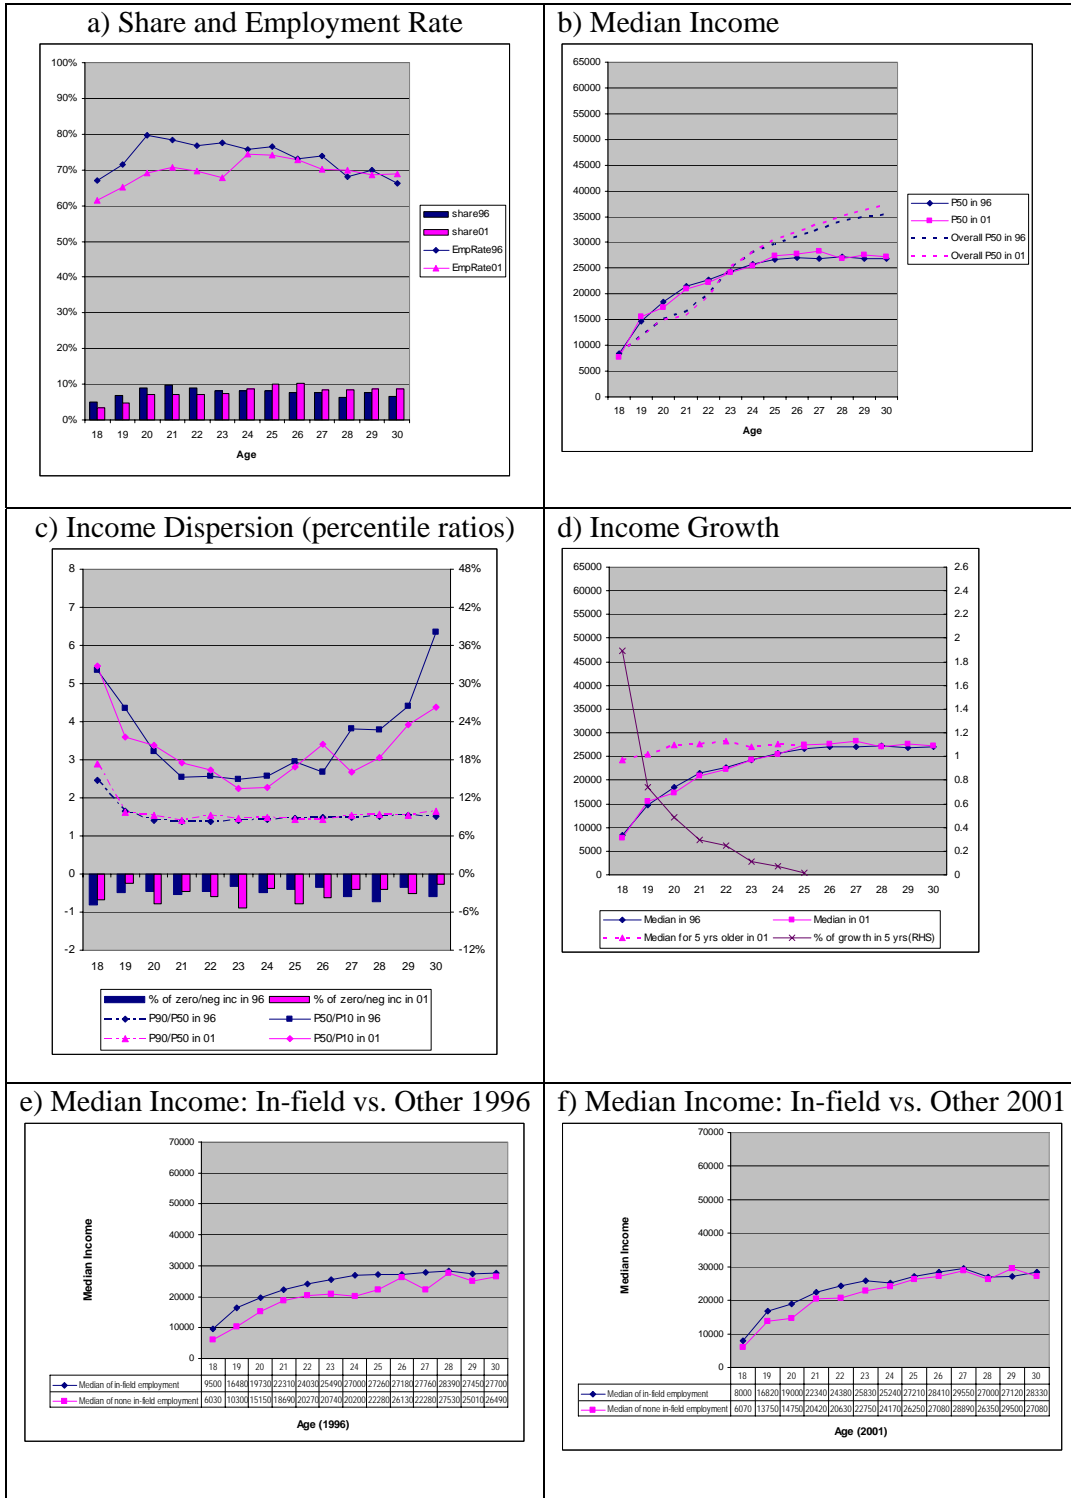 a) Share and Employment Rate
100%
90%
80%
70%
60%
50%
40%
30%
20%
10%
0%
18 19 20 21 22 23 24 25 26 27 28 29 30
Age
share96
share01
EmpRate96
EmpRate01
b) Median Income
65000
60000
55000
50000
45000
40000
35000
30000
25000
20000
15000
10000
5000
0
18 19 20 21 22 23 24 25 26 27 28 29 30
Age
P50 in 96
P50 in 01
Overall P50 in 96
Overall P50 in 01
c) Income Dispersion (percentile ratios)
8 48%
7 42%
6 36%
5 30%
4 24%
3 18%
2 12%
1 6%
0 0%
-1 -6%
-2 -12%
18 19 20 21 22 23 24 25 26 27 28 29 30
% of zero/neg inc in 96 % of zero/neg inc in 01
P90/P50 in 96 P50/P10 in 96
P90/P50 in 01 P50/P10 in 01
d) Income Growth
65000 2.6
60000 2.4
55000 2.2
50000 2
45000 1.8
40000 1.6
35000 1.4
30000 1.2
25000 1
20000 0.8
15000 0.6
10000 0.4
5000 0.2
0 0
18 19 20 21 22 23 24 25 26 27 28 29 30
Median in 96 Median in 01
Median for 5 yrs older in 01 % of growth in 5 yrs(RHS)
e) Median Income: In-field vs. Other 1996
Median Income
70000
60000
50000
40000
30000
20000
10000
0
18 19 20 21 22 23 24 25 26 27 28 29 30
Median of in-field employment 9500 16480 19730 22310 24030 25490 27000 27260 27180 27760 28390 27450 27700
Median of none in-field employment 6030 10300 15150 18690 20270 20740 20200 22280 26130 22280 27530 25010 26490
Age (1996)
f) Median Income: In-field vs. Other 2001
Median Income
70000
60000
50000
40000
30000
20000
10000
0
18 19 20 21 22 23 24 25 26 27 28 29 30
Median of in-field employment 8000 16820 19000 22340 24380 25830 25240 27210 28410 29550 27000 27120 28330
Median of none in-field employment 6070 13750 14750 20420 20630 22750 24170 26250 27080 28890 26350 29500 27080
Age (2001)